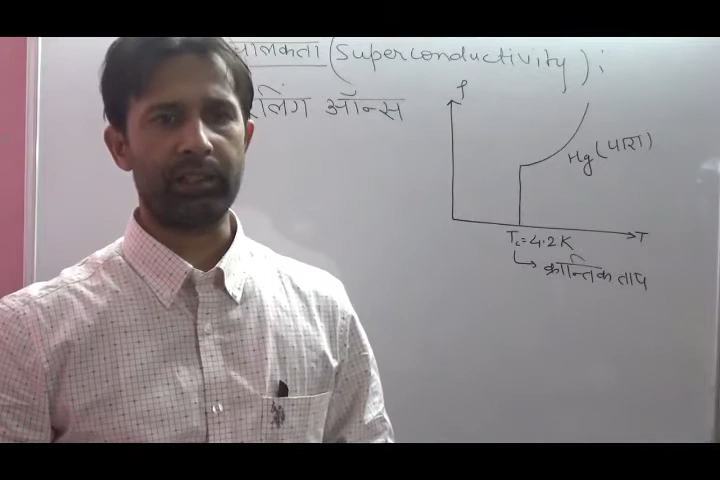 चालकता (Superconductivity) ;
लिंग ऑन्स
ρ
Hg (पारा)
T
Tc = 4.2 K
↳ क्रान्तिक ताप